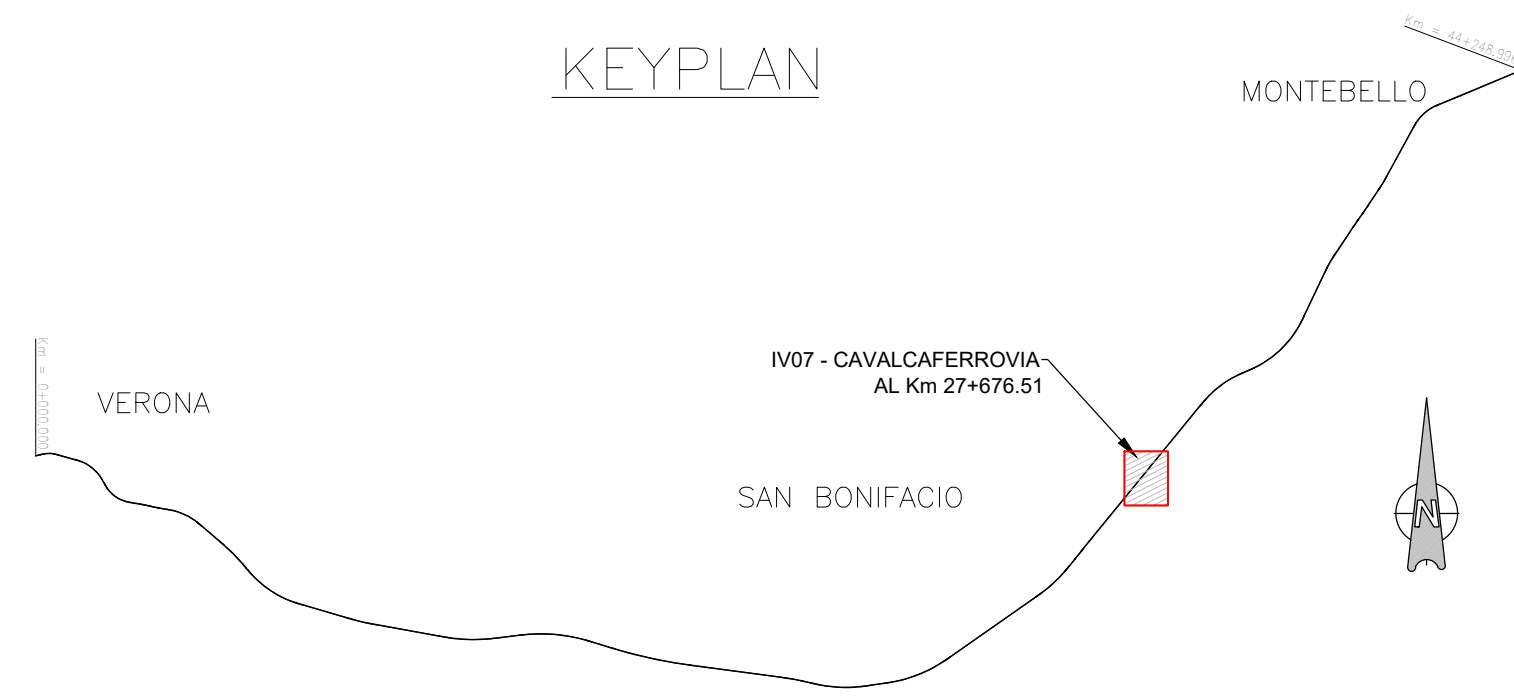 KEYPLAN
Km = 44+248.996
MONTEBELLO
IV07 - CAVALCAFERROVIA
AL Km 27+676.51
Km = 0+000.000
VERONA
SAN BONIFACIO
N